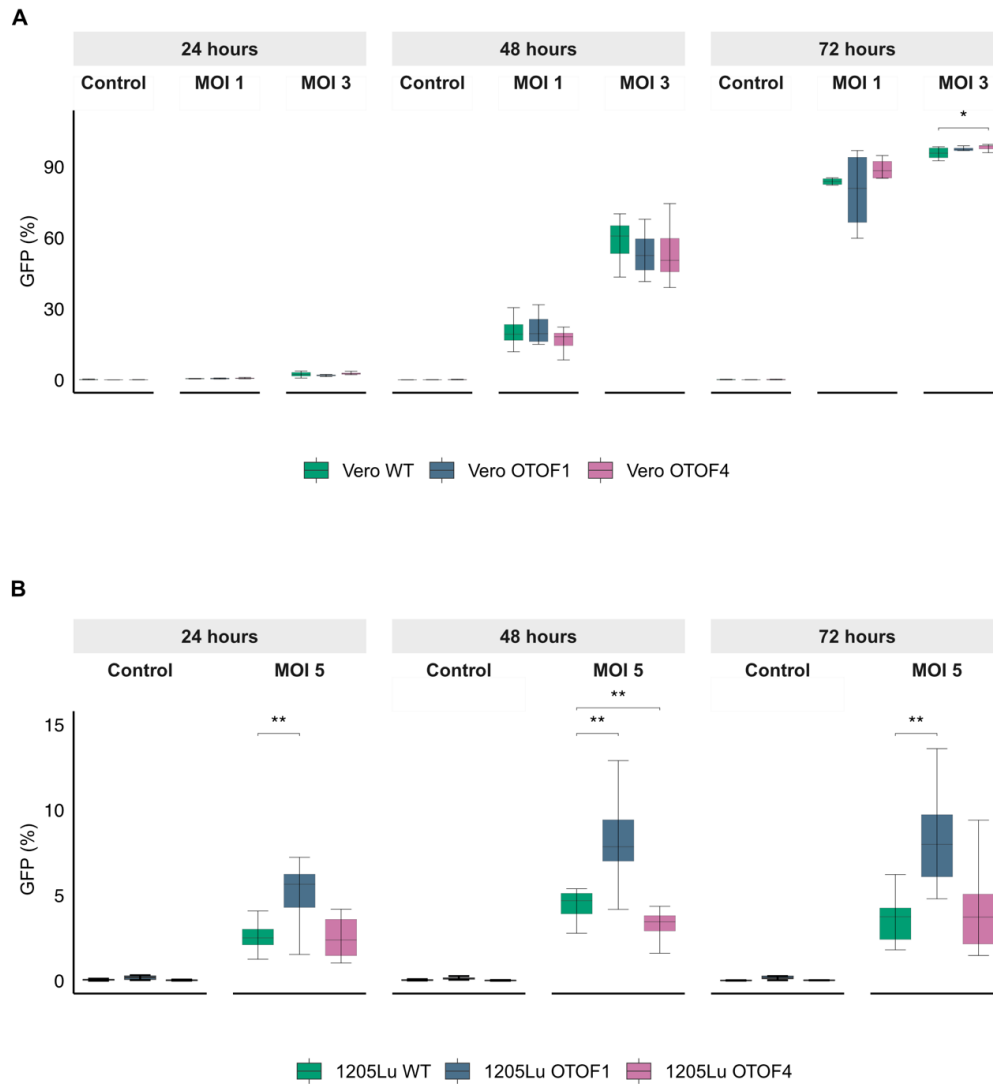 A
24 hours 48 hours 72 hours
Control MOI 1 MOI 3 Control MOI 1 MOI 3 Control MOI 1 MOI 3
*
90
60
30
0
GFP (%)
Vero WT Vero OTOF1 Vero OTOF4
B
24 hours 48 hours 72 hours
Control MOI 5 Control MOI 5 Control MOI 5
**
** ** **
15
10
5
0
GFP (%)
1205Lu WT 1205Lu OTOF1 1205Lu OTOF4